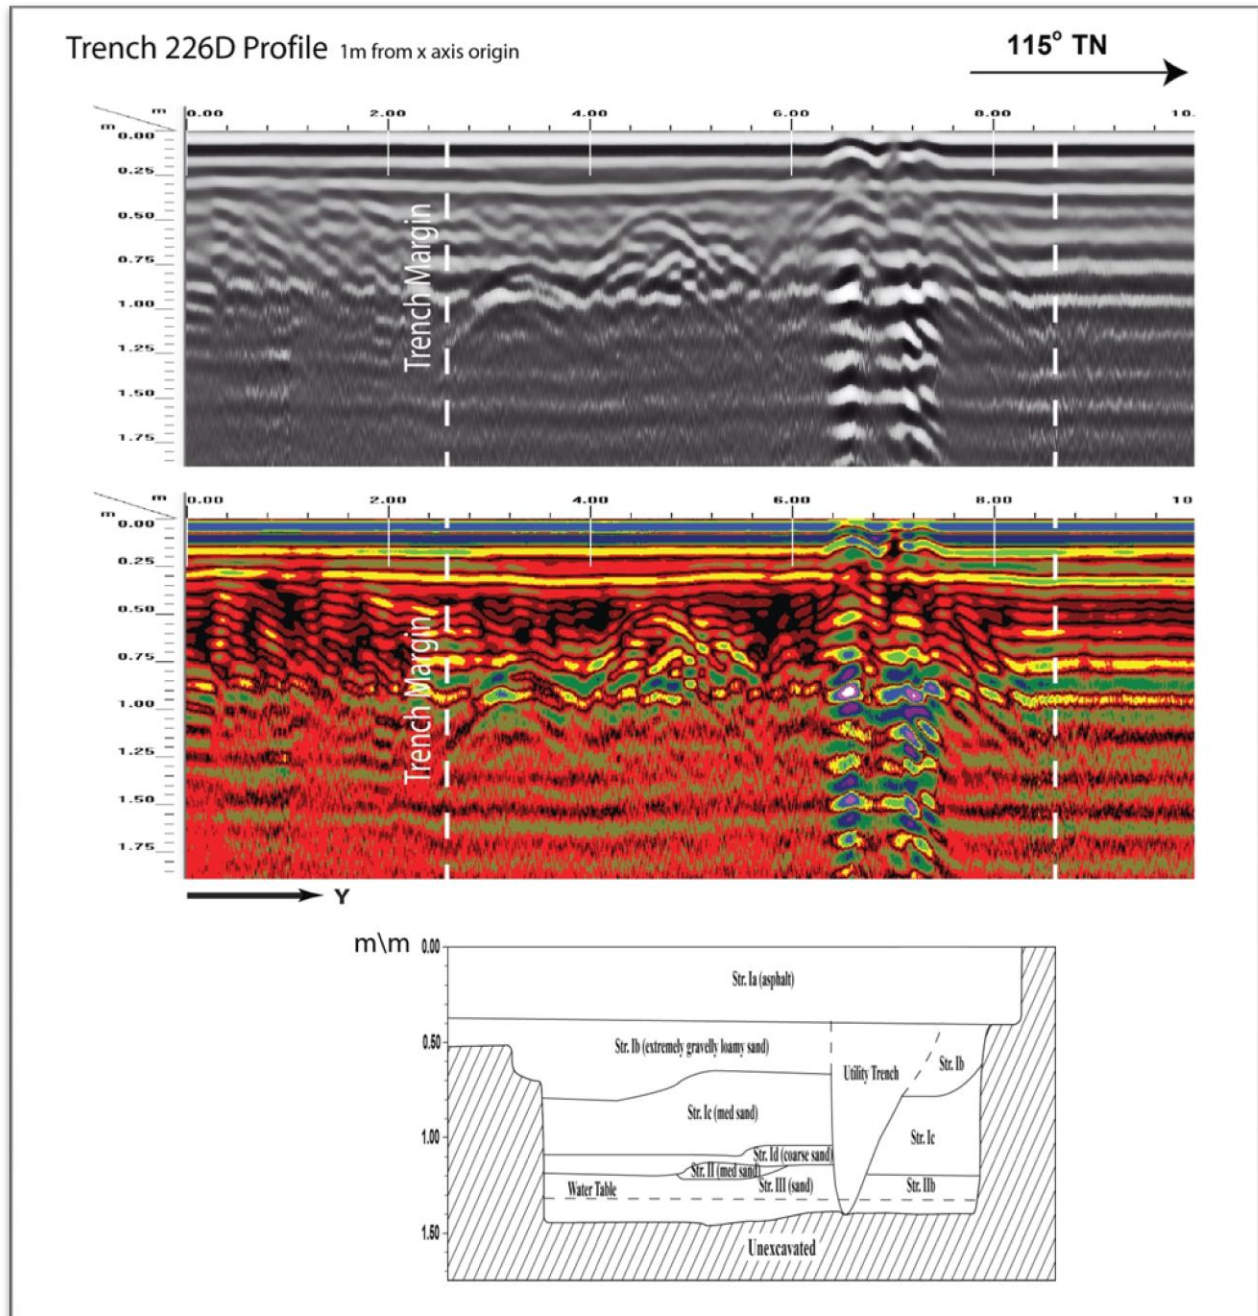 Trench 226D Profile 1m from x axis origin
115° TN
m 0.00 2.00 4.00 6.00 8.00 10.
m
0.00
0.25
0.50
0.75
1.00
1.25
1.50
1.75
Trench Margin
m 0.00 2.00 4.00 6.00 8.00 10
m
0.00
0.25
0.50
0.75
1.00
1.25
1.50
1.75
Trench Margin
Y
m\m
0.00
Str. Ia (asphalt)
0.50
Str. Ib (extremely gravelly loamy sand)
Str. Ib
Utility Trench
Str. Ic (med sand)
1.00
Str. Ic
Str. Id (coarse sand)
Str. II (med sand)
Water Table
Str. III (sand)
Str. IIb
1.50
Unexcavated